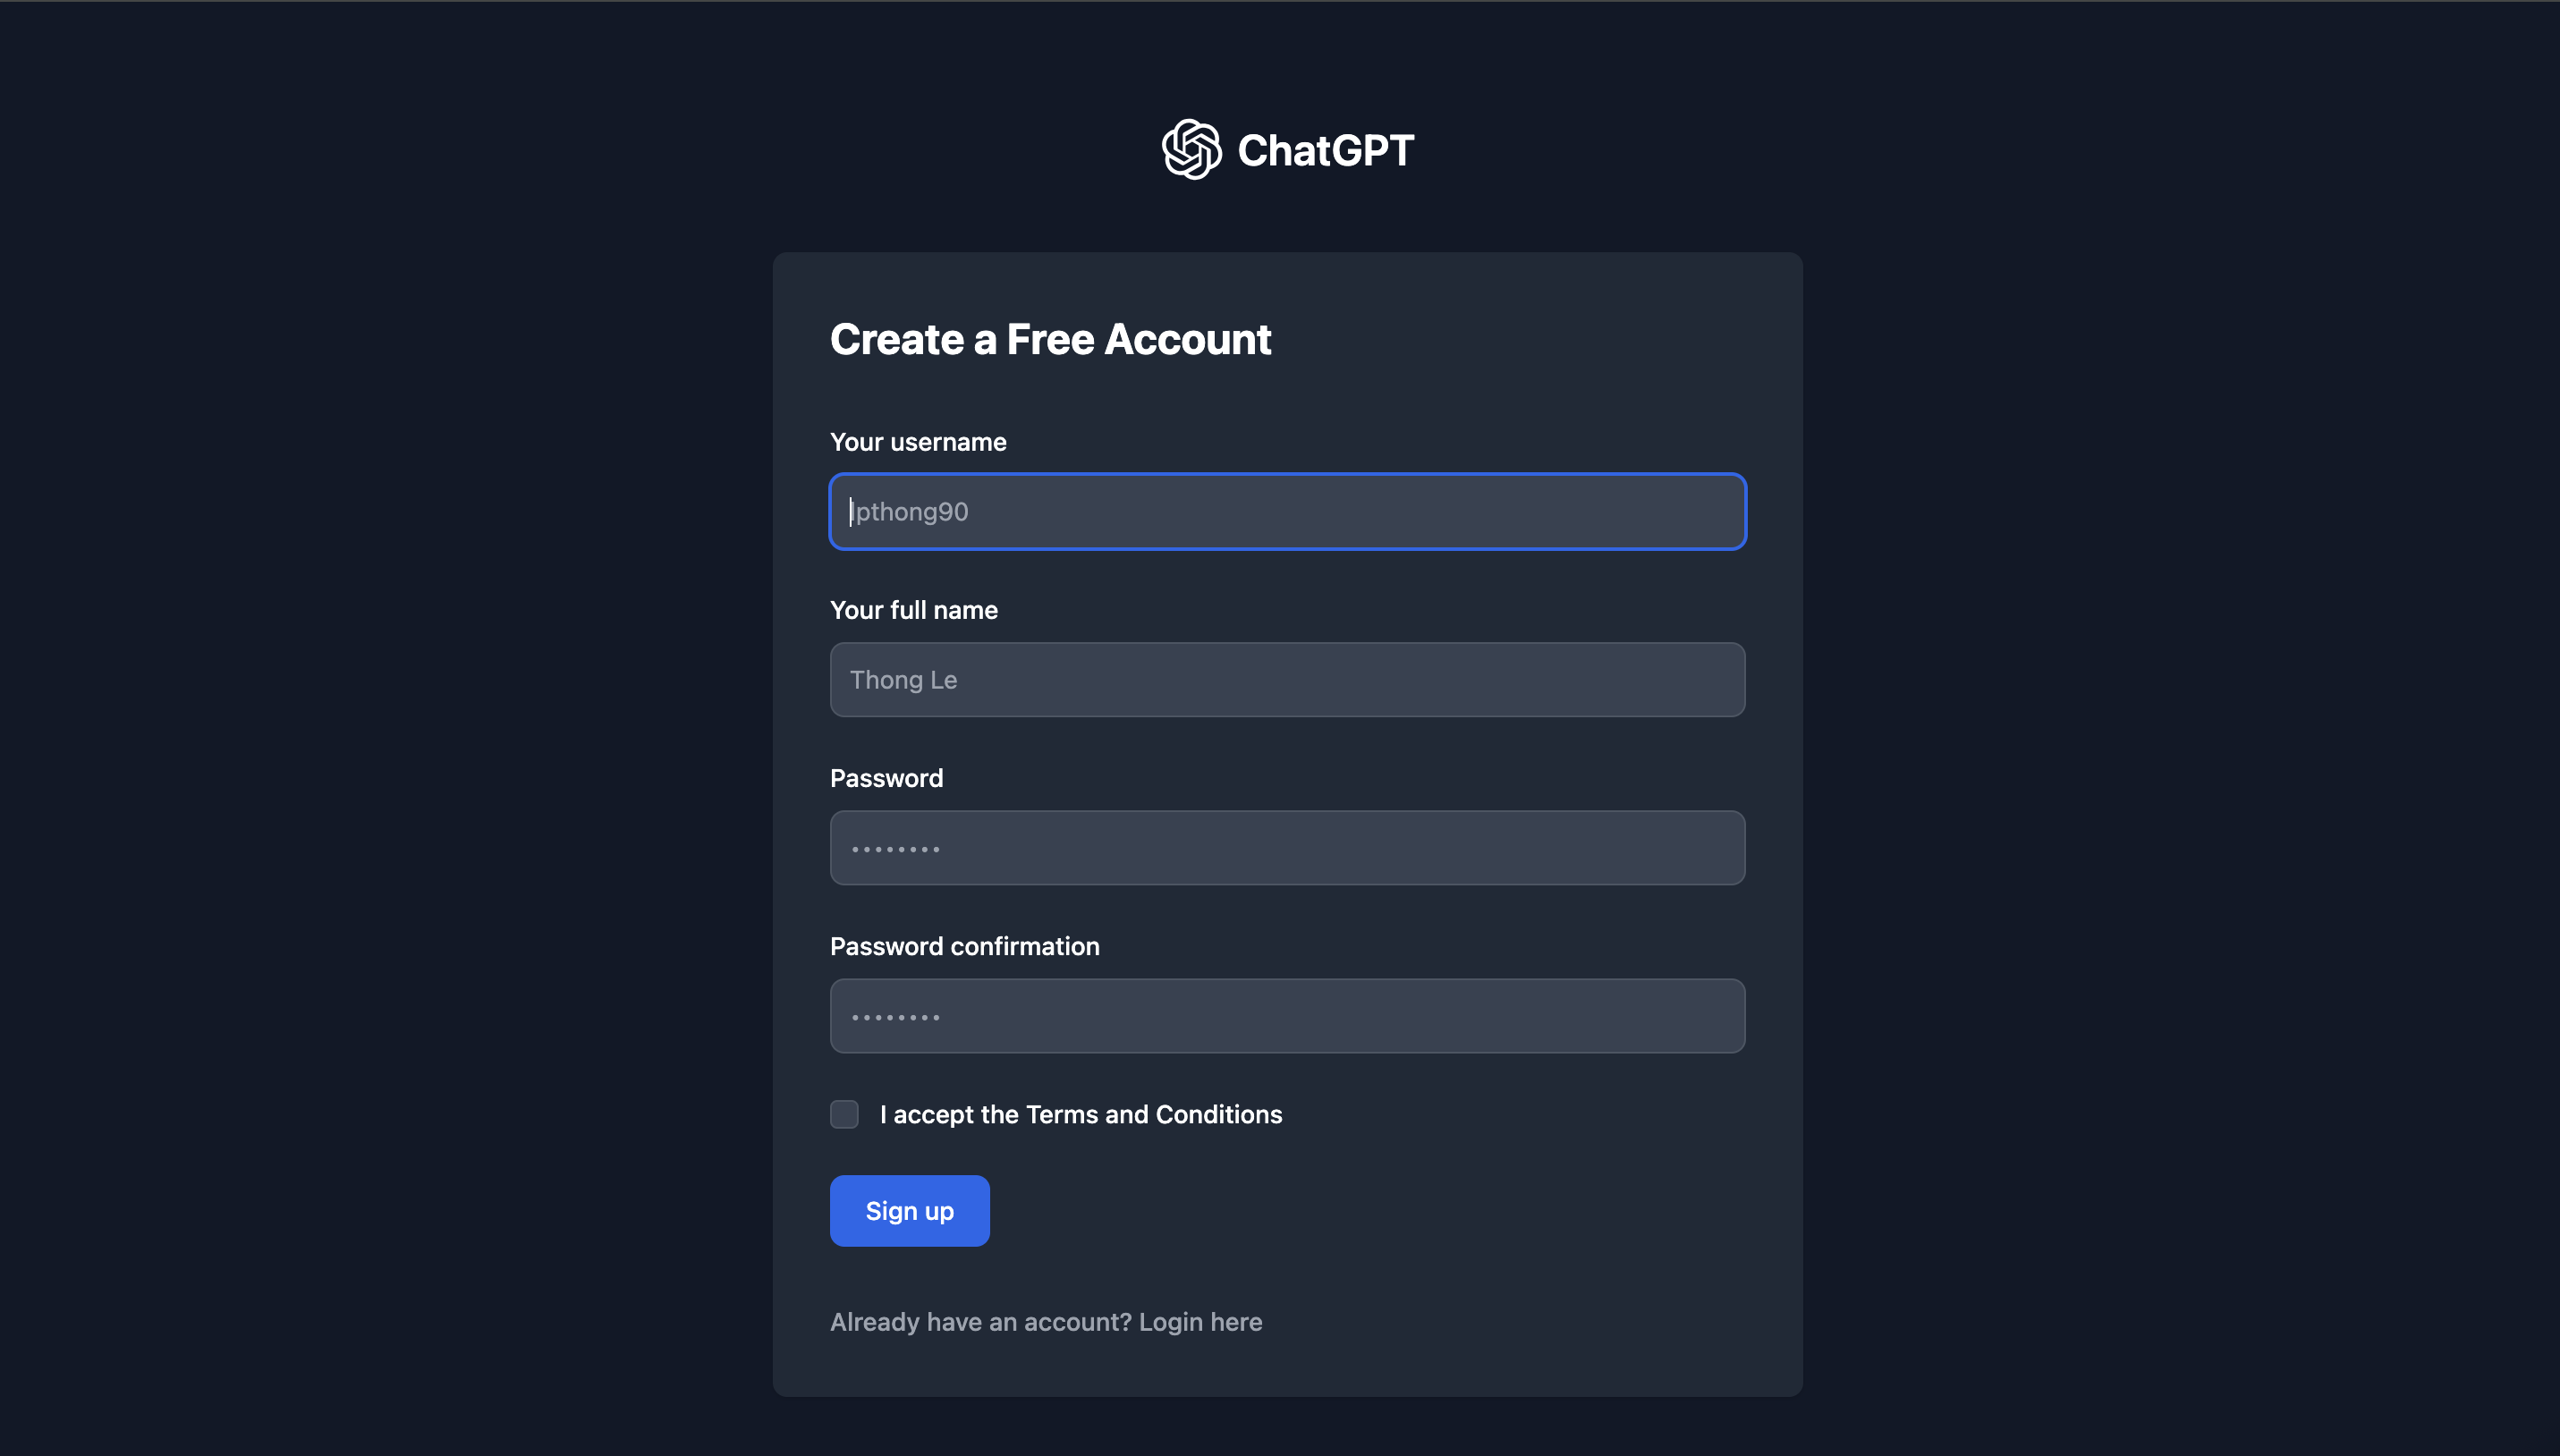 ChatGPT
Create a Free Account
Your username
lpthong90
Your full name
Thong Le
Password
••••••••
Password confirmation
••••••••
I accept the Terms and Conditions
Sign up
Already have an account? Login here